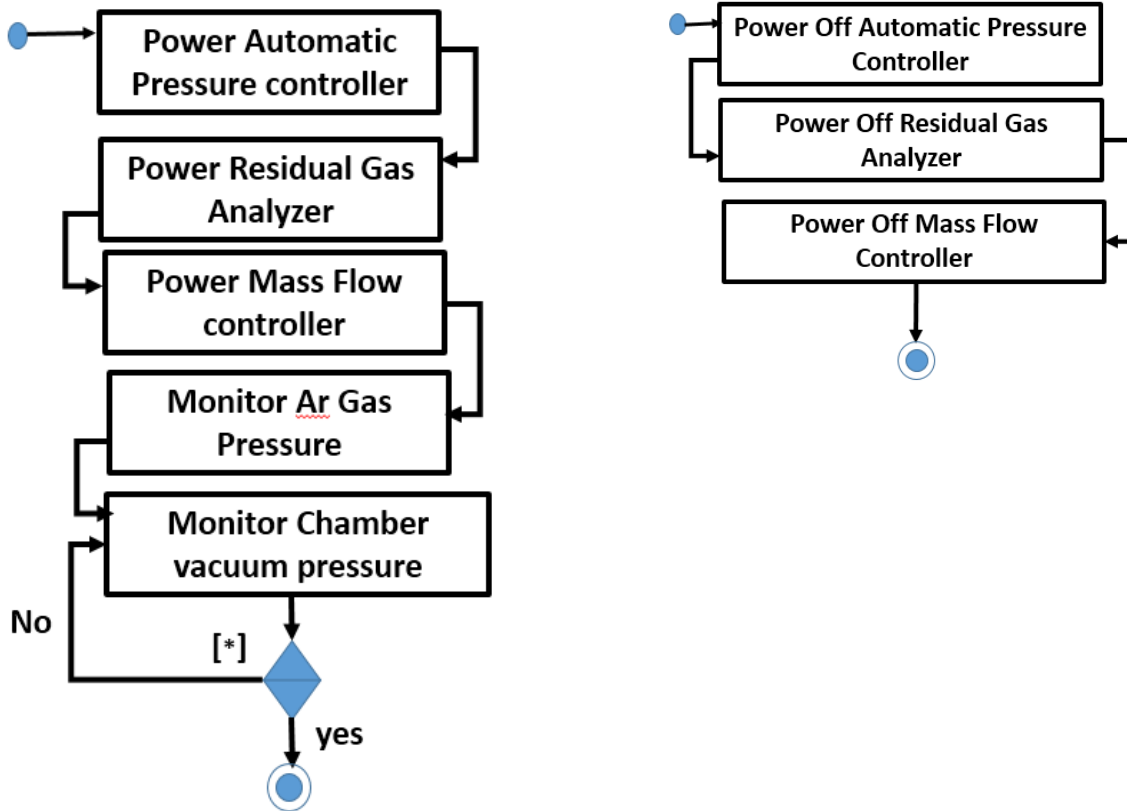 Power Automatic
Pressure controller
Power Residual Gas
Analyzer
Power Mass Flow
controller
Monitor Ar Gas
Pressure
Monitor Chamber
vacuum pressure
No
[*]
yes
Power Off Automatic Pressure
Controller
Power Off Residual Gas
Analyzer
Power Off Mass Flow
Controller